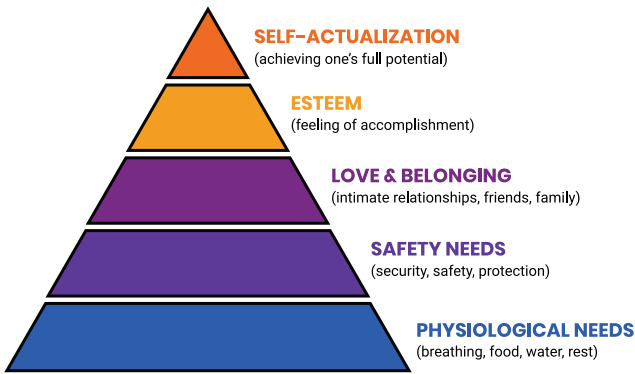 SELF-ACTUALIZATION
(achieving one's full potential)
ESTEEM
(feeling of accomplishment)
LOVE & BELONGING
(intimate relationships, friends, family)
SAFETY NEEDS
(security, safety, protection)
PHYSIOLOGICAL NEEDS
(breathing, food, water, rest)